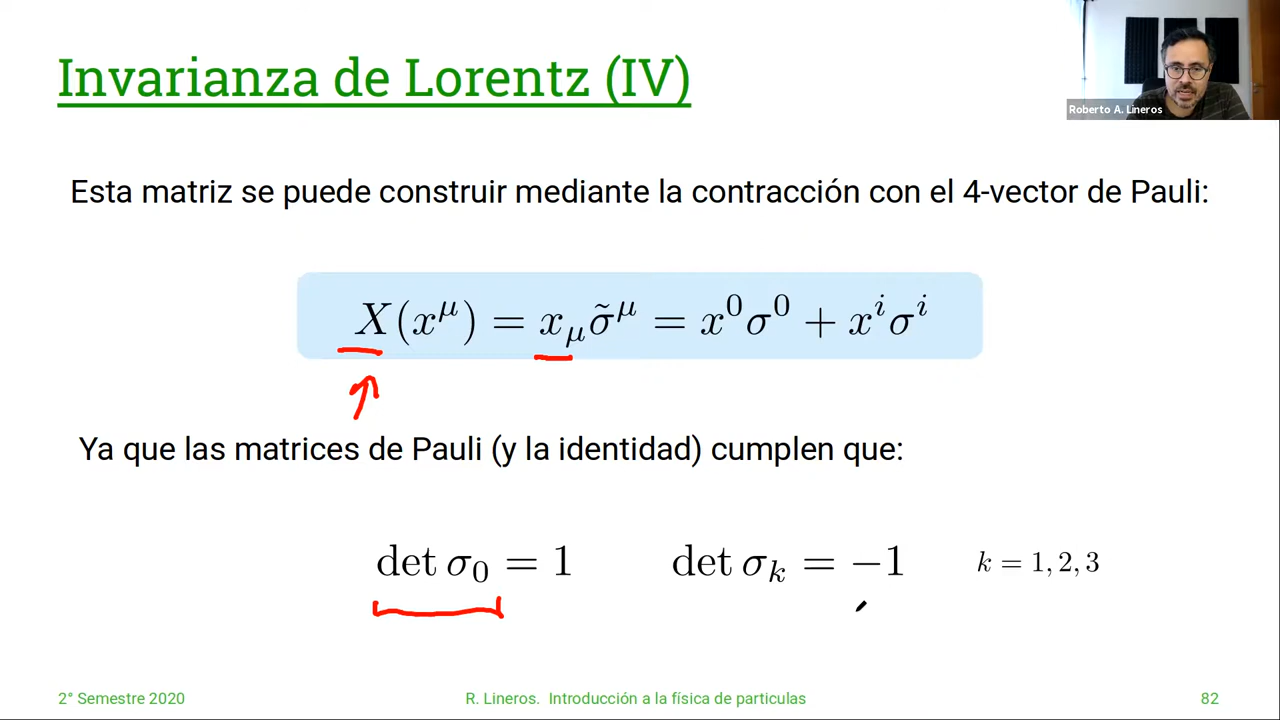 Invarianza de Lorentz (IV)
Roberto A. Lineros
Esta matriz se puede construir mediante la contracción con el 4-vector de Pauli:
X(x^μ) = x_μ σ̃^μ = x^0 σ^0 + x^i σ^i
Ya que las matrices de Pauli (y la identidad) cumplen que:
det σ_0 = 1 det σ_k = −1 k = 1, 2, 3
2° Semestre 2020 R. Lineros. Introducción a la física de particulas 82